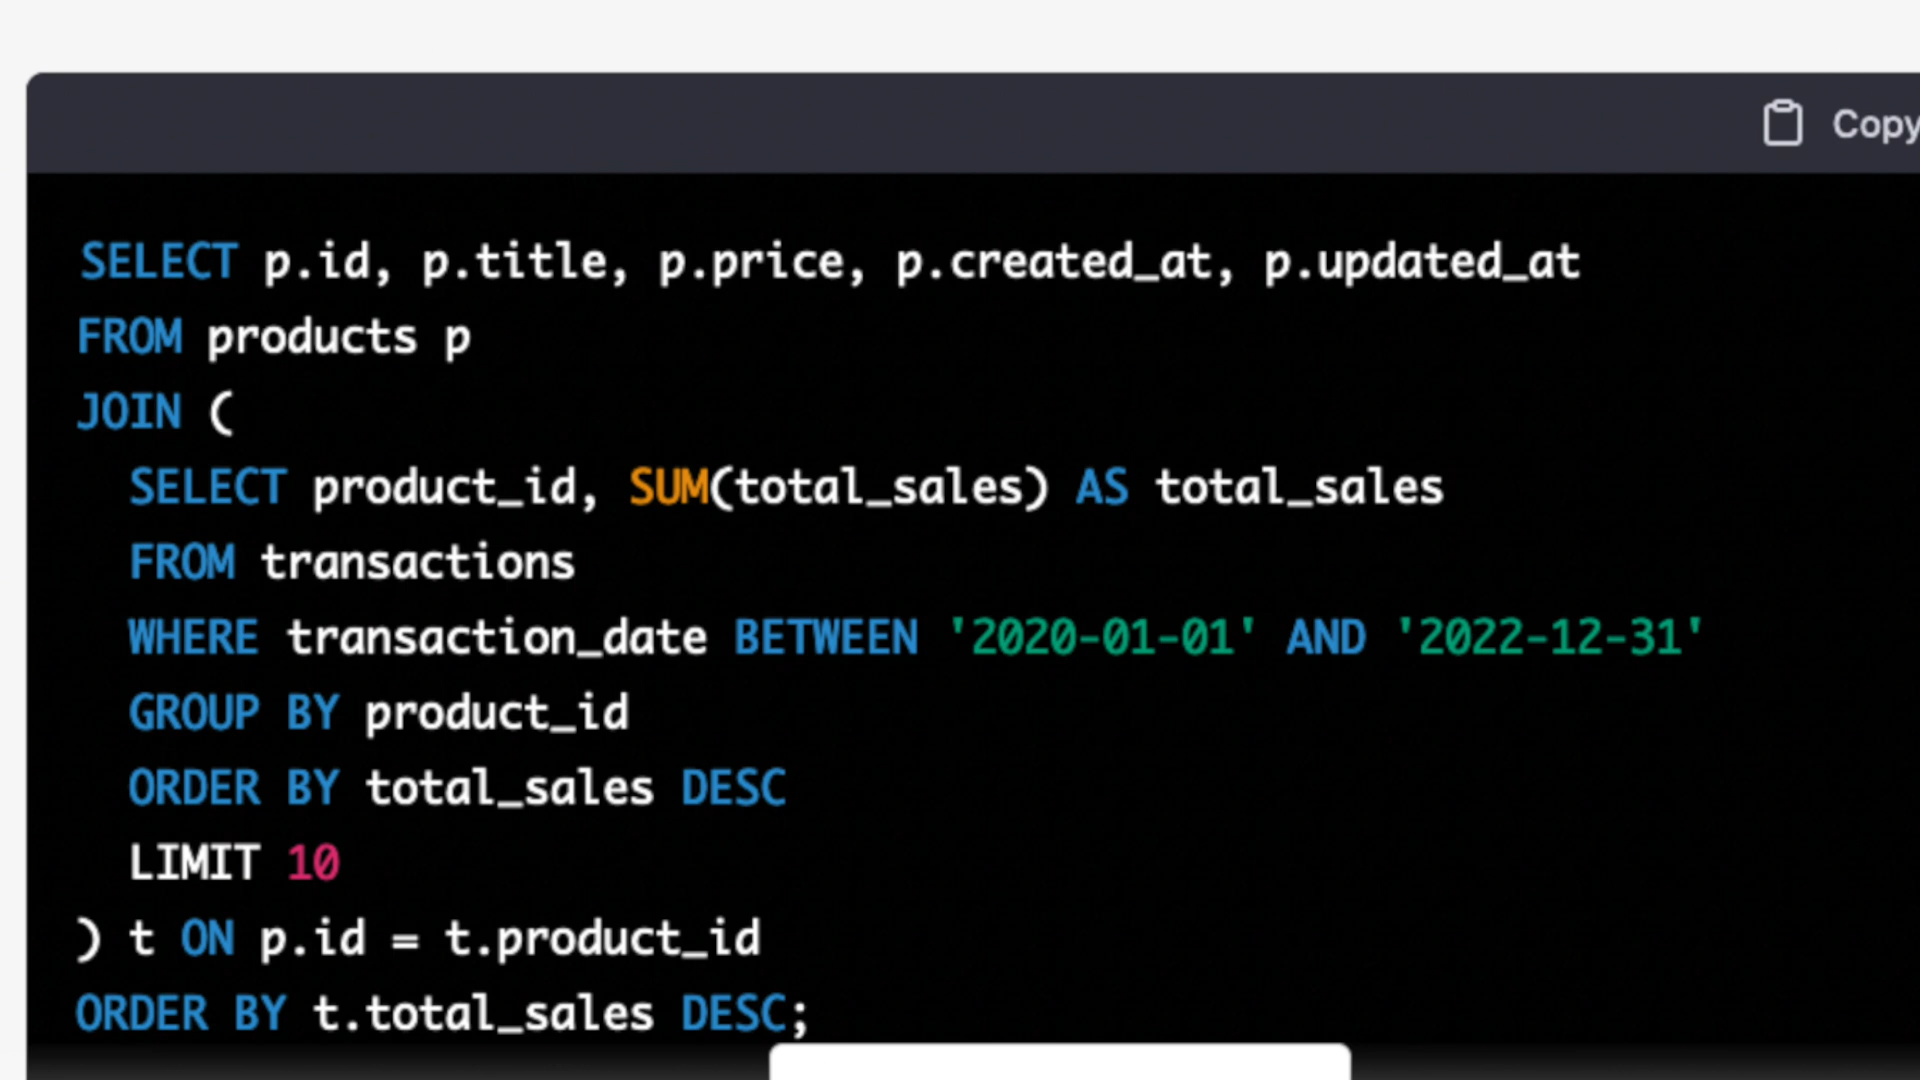 Copy
SELECT p.id, p.title, p.price, p.created_at, p.updated_at
FROM products p
JOIN (
  SELECT product_id, SUM(total_sales) AS total_sales
  FROM transactions
  WHERE transaction_date BETWEEN '2020-01-01' AND '2022-12-31'
  GROUP BY product_id
  ORDER BY total_sales DESC
  LIMIT 10
) t ON p.id = t.product_id
ORDER BY t.total_sales DESC;